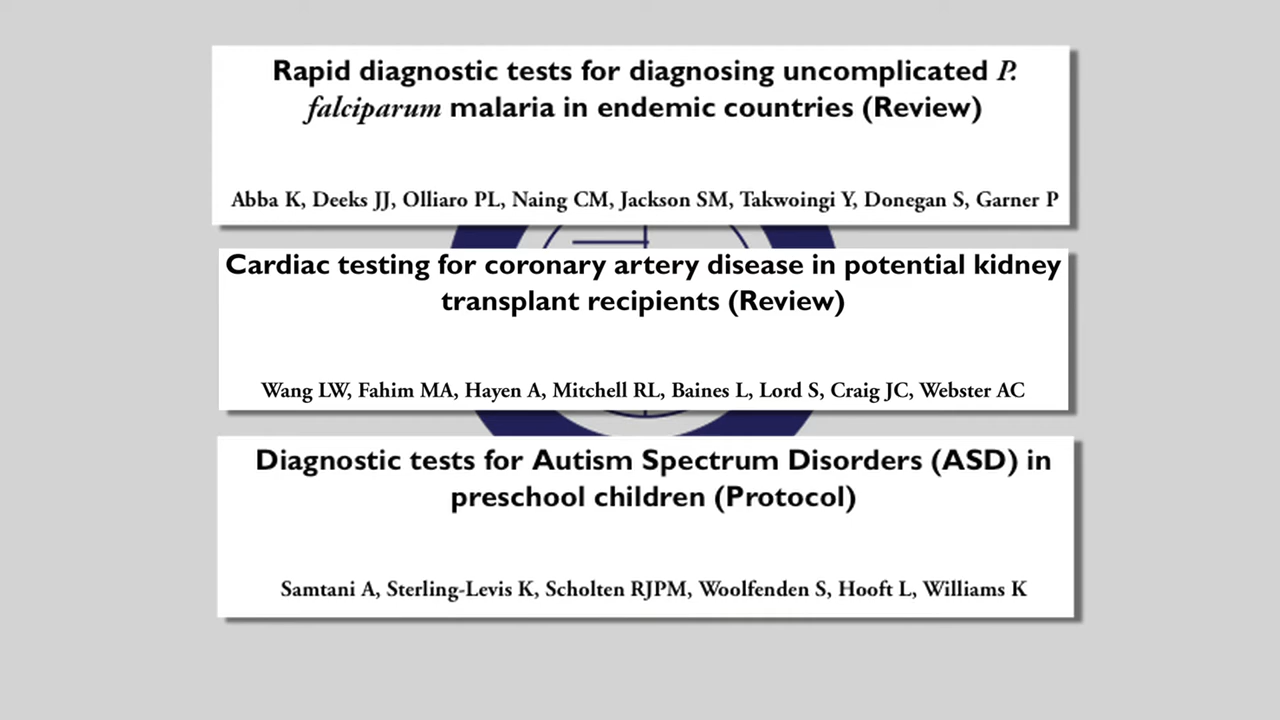 Rapid diagnostic tests for diagnosing uncomplicated P.
falciparum malaria in endemic countries (Review)
Abba K, Deeks JJ, Olliaro PL, Naing CM, Jackson SM, Takwoingi Y, Donegan S, Garner P
Cardiac testing for coronary artery disease in potential kidney
transplant recipients (Review)
Wang LW, Fahim MA, Hayen A, Mitchell RL, Baines L, Lord S, Craig JC, Webster AC
Diagnostic tests for Autism Spectrum Disorders (ASD) in
preschool children (Protocol)
Samtani A, Sterling-Levis K, Scholten RJPM, Woolfenden S, Hooft L, Williams K